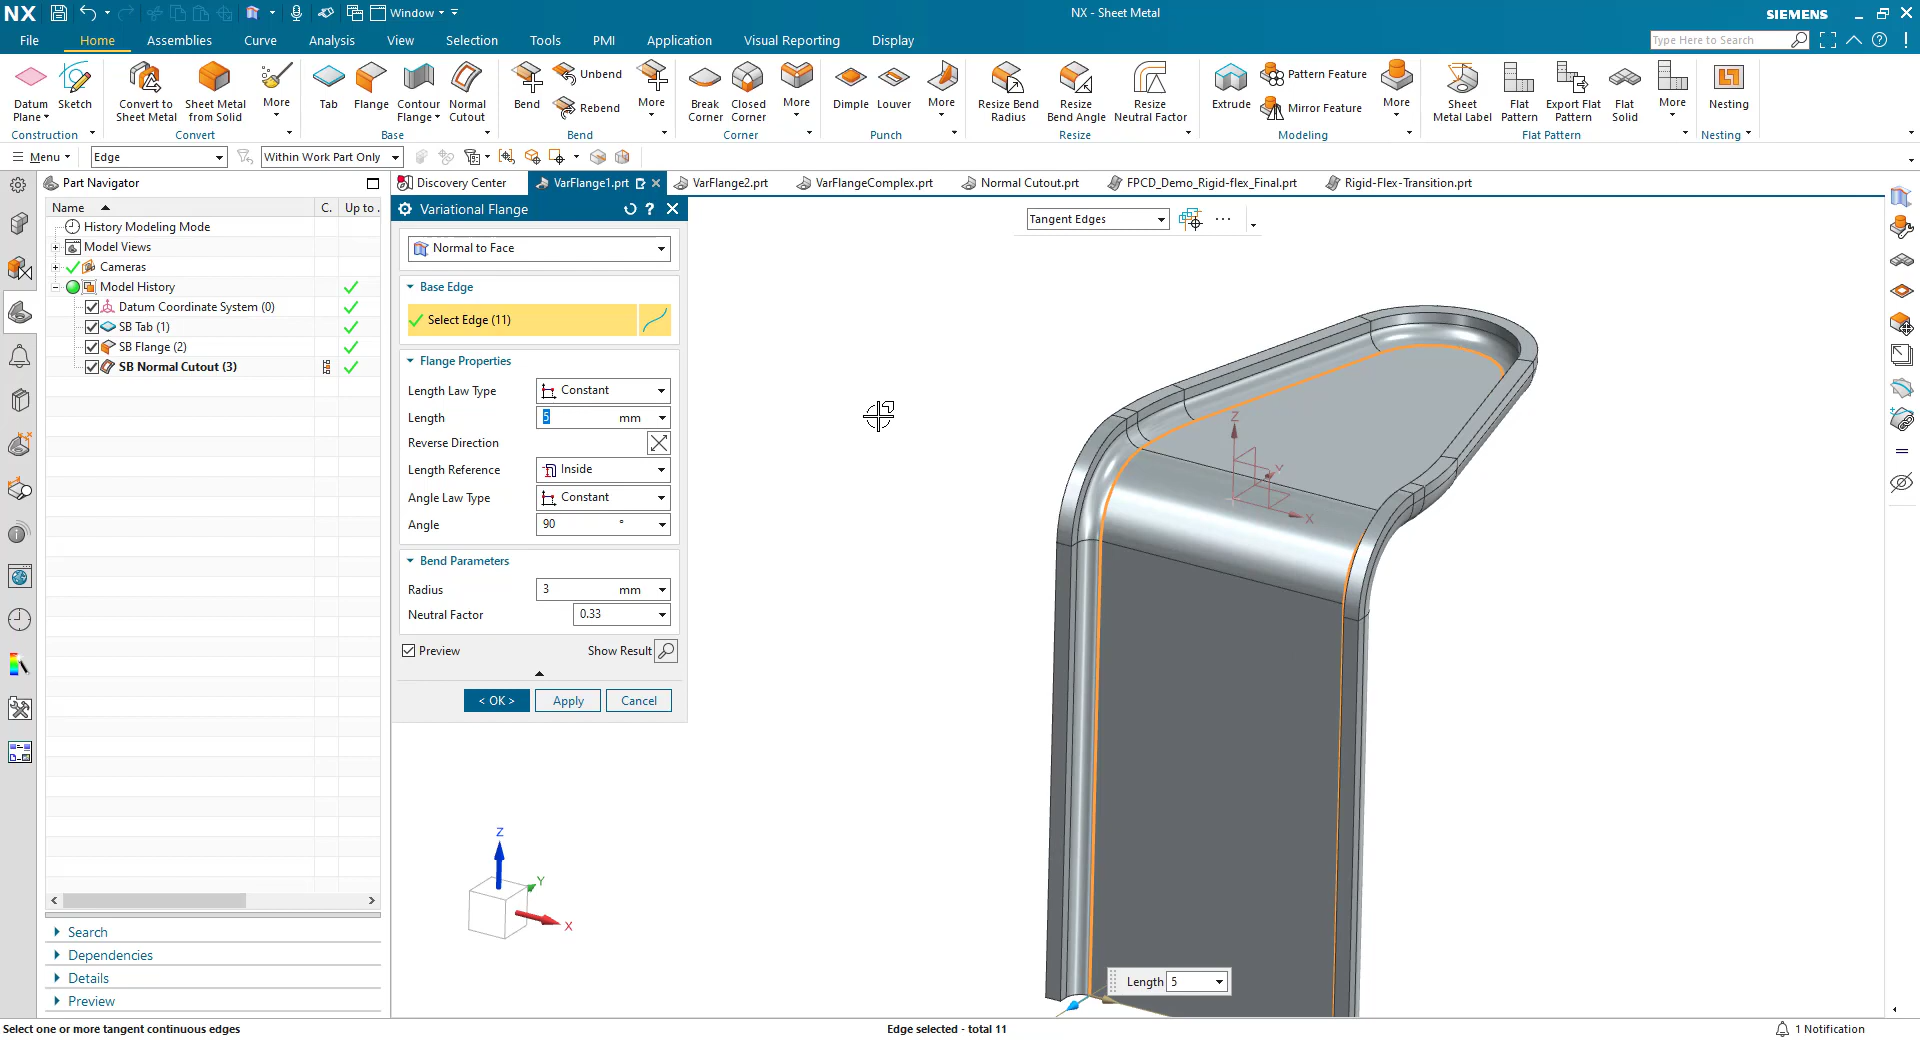 NX
Window
NX - Sheet Metal
SIEMENS
File
Home
Assemblies
Curve
Analysis
View
Selection
Tools
PMI
Application
Visual Reporting
Display
Type Here to Search
Datum Plane
Sketch
Construction
Convert to Sheet Metal
Sheet Metal from Solid
More
Convert
Tab
Flange
Contour Flange
Normal Cutout
Base
Bend
Unbend
Rebend
More
Bend
Break Corner
Closed Corner
More
Corner
Dimple
Louver
More
Punch
Resize Bend Radius
Resize Bend Angle
Resize Neutral Factor
Resize
Extrude
Pattern Feature
Mirror Feature
More
Modeling
Sheet Metal Label
Flat Pattern
Export Flat Pattern
Flat Solid
More
Flat Pattern
Nesting
Nesting
Menu
Edge
Within Work Part Only
Part Navigator
Name
C.
Up to .
History Modeling Mode
Model Views
Cameras
Model History
Datum Coordinate System (0)
SB Tab (1)
SB Flange (2)
SB Normal Cutout (3)
Search
Dependencies
Details
Preview
Discovery Center
VarFlange1.prt
VarFlange2.prt
VarFlangeComplex.prt
Normal Cutout.prt
FPCD_Demo_Rigid-flex_Final.prt
Rigid-Flex-Transition.prt
Variational Flange
Normal to Face
Base Edge
Select Edge (11)
Flange Properties
Length Law Type
Constant
Length
5 mm
Reverse Direction
Length Reference
Inside
Angle Law Type
Constant
Angle
90 °
Bend Parameters
Radius
3 mm
Neutral Factor
0.33
Preview
Show Result
< OK >
Apply
Cancel
Tangent Edges
Z
Y
X
Z
Y
X
Length 5
Select one or more tangent continuous edges
Edge selected - total 11
1 Notification